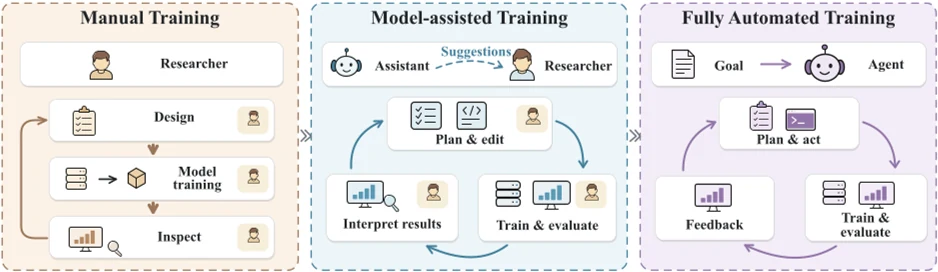 Manual Training
Researcher
Design
Model
training
Inspect
Model-assisted Training
Suggestions
Assistant
Researcher
Plan & edit
Interpret results
Train & evaluate
Fully Automated Training
Goal
Agent
Plan & act
Feedback
Train &
evaluate